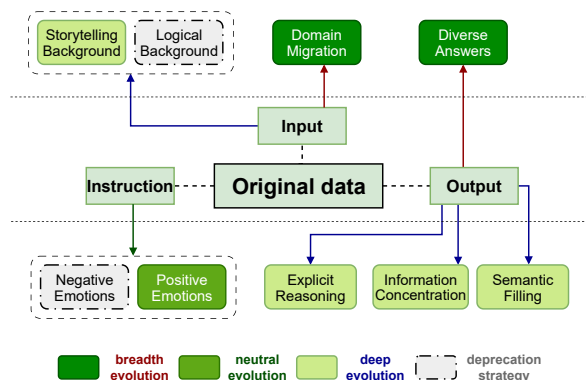 Storytelling
Background
Logical
Background
Domain
Migration
Diverse
Answers
Input
Instruction
Original data
Output
Negative
Emotions
Positive
Emotions
Explicit
Reasoning
Information
Concentration
Semantic
Filling
breadth
evolution
neutral
evolution
deep
evolution
deprecation
strategy